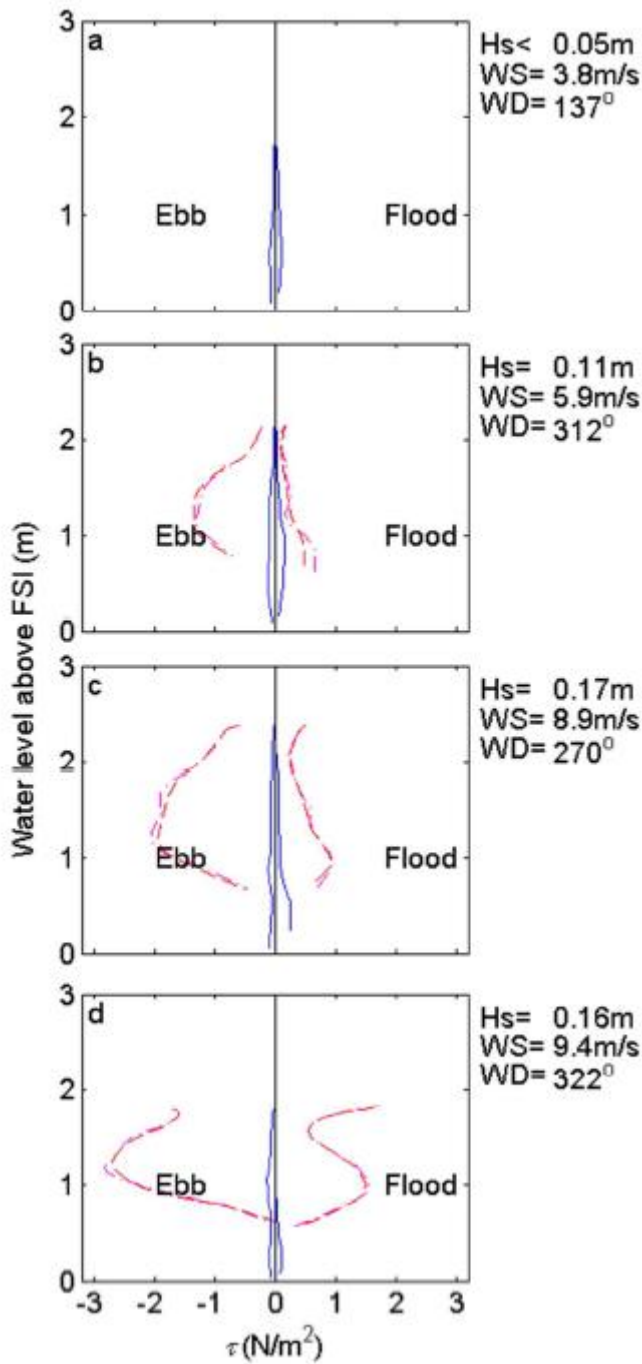 a
Hs< 0.05m
WS= 3.8m/s
WD= 137°
3
2
1
0
Ebb
Flood
b
Hs= 0.11m
WS= 5.9m/s
WD= 312°
3
2
1
0
Ebb
Flood
Water level above FSI (m)
c
Hs= 0.17m
WS= 8.9m/s
WD= 270°
3
2
1
0
Ebb
Flood
d
Hs= 0.16m
WS= 9.4m/s
WD= 322°
3
2
1
0
Ebb
Flood
-3 -2 -1 0 1 2 3
τ(N/m²)